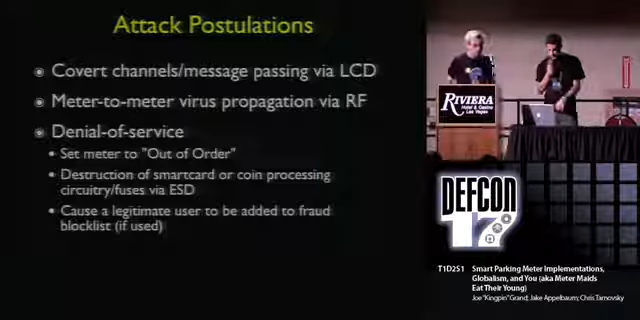 Attack Postulations
Covert channels/message passing via LCD
Meter-to-meter virus propagation via RF
Denial-of-service
Set meter to "Out of Order"
Destruction of smartcard or coin processing
circuitry/fuses via ESD
Cause a legitimate user to be added to fraud
blocklist (if used)
RIVIERA
Hotel & Casino
Las Vegas
DEFCON
17
T1D2S1 Smart Parking Meter Implementations,
Globalism, and You (aka Meter Maids
Eat Their Young)
Joe "Kingpin" Grand; Jake Appelbaum; Chris Tarnovsky